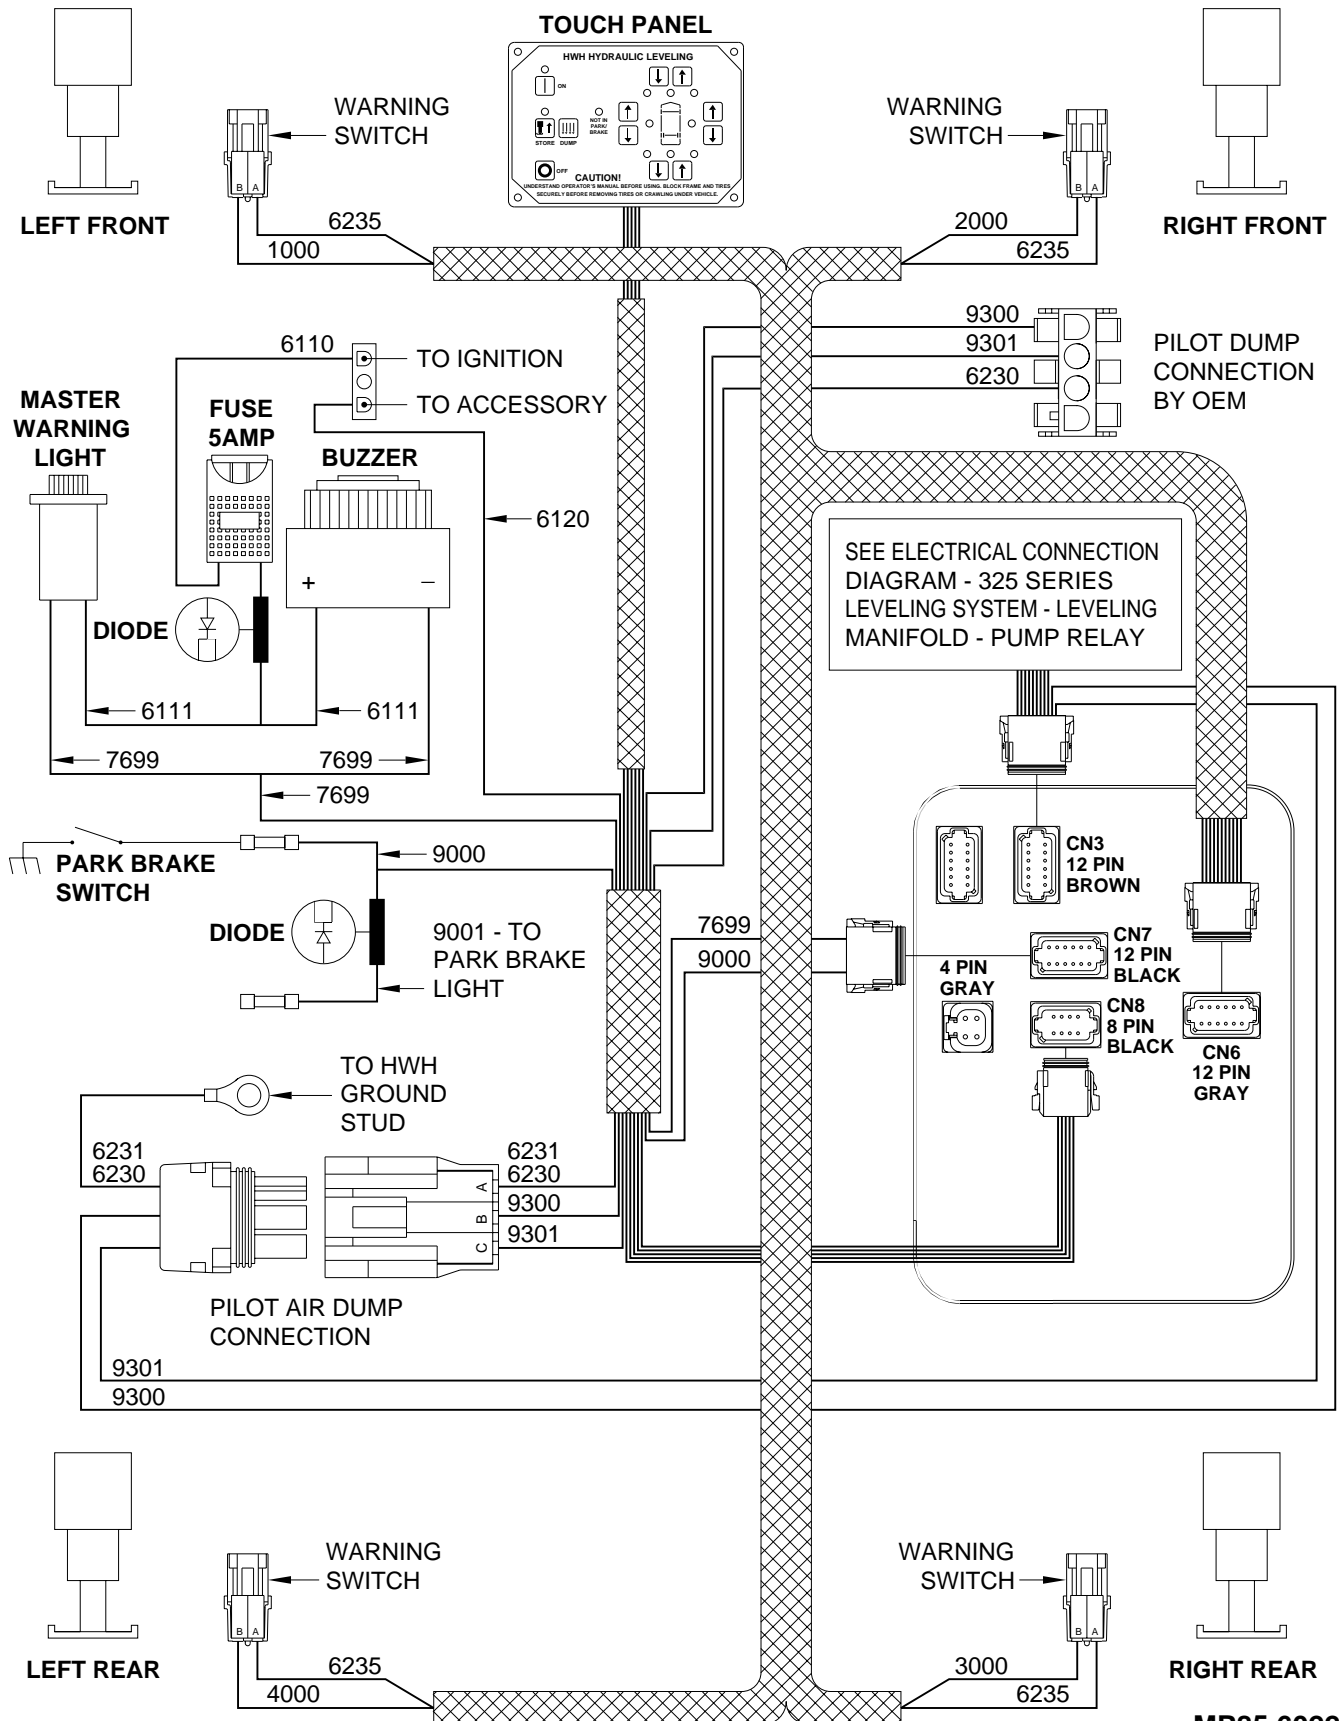 TOUCH PANEL
HWH HYDRAULIC LEVELING
ON
NOT IN
PARK/
BRAKE
STORE DUMP
OFF
CAUTION!
UNDERSTAND OPERATOR'S MANUAL BEFORE USING. BLOCK FRAME AND TIRES
SECURELY BEFORE REMOVING TIRES OR CRAWLING UNDER VEHICLE.
WARNING
SWITCH
B A
LEFT FRONT
6235
1000
WARNING
SWITCH
B A
RIGHT FRONT
2000
6235
9300
9301
6230
PILOT DUMP
CONNECTION
BY OEM
6110
TO IGNITION
TO ACCESSORY
MASTER
WARNING
LIGHT
FUSE
5AMP
BUZZER
+ −
6120
DIODE
6111
6111
7699
7699
7699
SEE ELECTRICAL CONNECTION
DIAGRAM - 325 SERIES
LEVELING SYSTEM - LEVELING
MANIFOLD - PUMP RELAY
PARK BRAKE
SWITCH
9000
DIODE
9001 - TO
PARK BRAKE
LIGHT
7699
9000
CN3
12 PIN
BROWN
CN7
12 PIN
BLACK
4 PIN
GRAY
CN8
8 PIN
BLACK
CN6
12 PIN
GRAY
TO HWH
GROUND
STUD
6231
6230
6231
6230
9300
9301
A
B
C
PILOT AIR DUMP
CONNECTION
9301
9300
WARNING
SWITCH
B A
LEFT REAR
6235
4000
WARNING
SWITCH
B A
RIGHT REAR
3000
6235